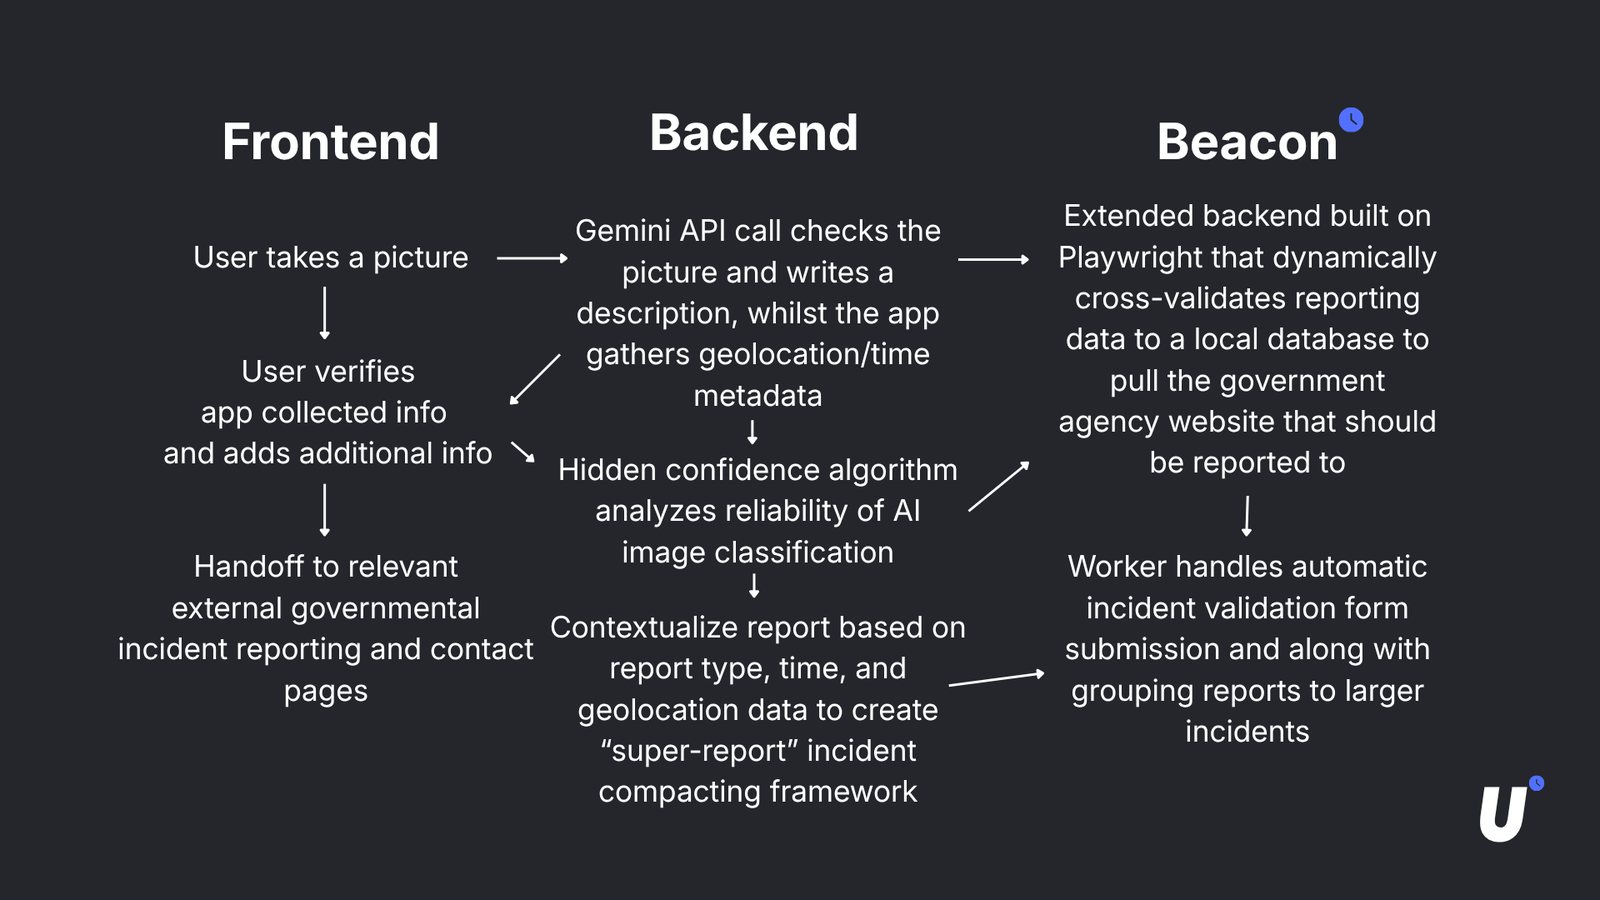 Frontend
User takes a picture
User verifies
app collected info
and adds additional info
Handoff to relevant
external governmental
incident reporting and contact
pages
Backend
Gemini API call checks the
picture and writes a
description, whilst the app
gathers geolocation/time
metadata
Hidden confidence algorithm
analyzes reliability of AI
image classification
Contextualize report based on
report type, time, and
geolocation data to create
“super-report” incident
compacting framework
Beacon
Extended backend built on
Playwright that dynamically
cross-validates reporting
data to a local database to
pull the government
agency website that should
be reported to
Worker handles automatic
incident validation form
submission and along with
grouping reports to larger
incidents
U